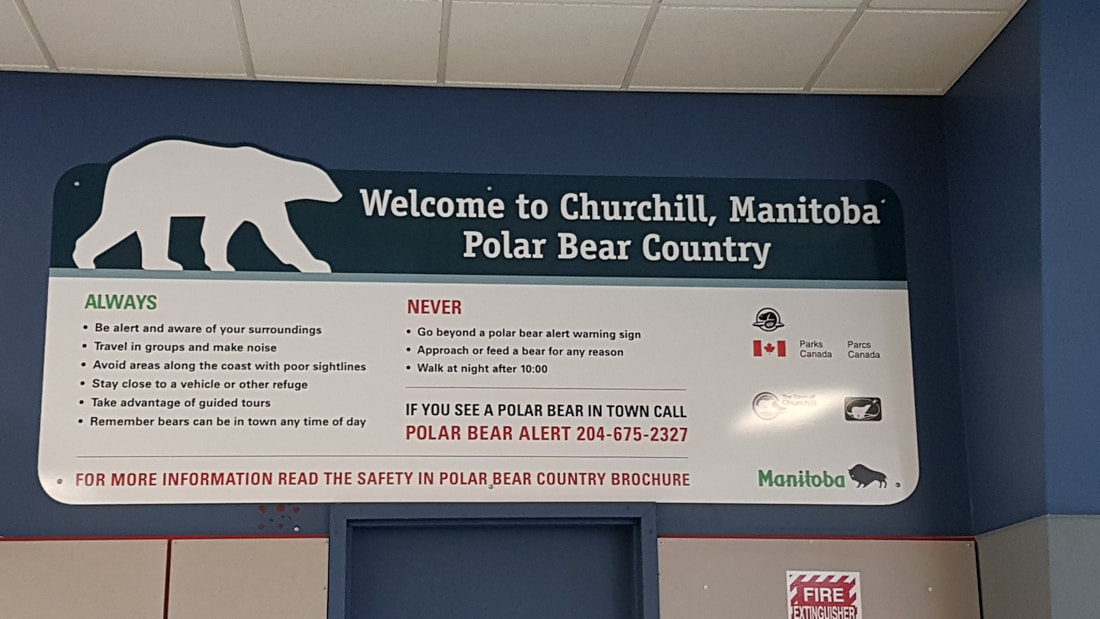 Welcome to Churchill, Manitoba
Polar Bear Country
ALWAYS
• Be alert and aware of your surroundings
• Travel in groups and make noise
• Avoid areas along the coast with poor sightlines
• Stay close to a vehicle or other refuge
• Take advantage of guided tours
• Remember bears can be in town any time of day
NEVER
• Go beyond a polar bear alert warning sign
• Approach or feed a bear for any reason
• Walk at night after 10:00
IF YOU SEE A POLAR BEAR IN TOWN CALL
POLAR BEAR ALERT 204-675-2327
FOR MORE INFORMATION READ THE SAFETY IN POLAR BEAR COUNTRY BROCHURE
Parks
Canada
Parcs
Canada
The Town of
Churchill
Manitoba
FIRE
EXTINGUISHER